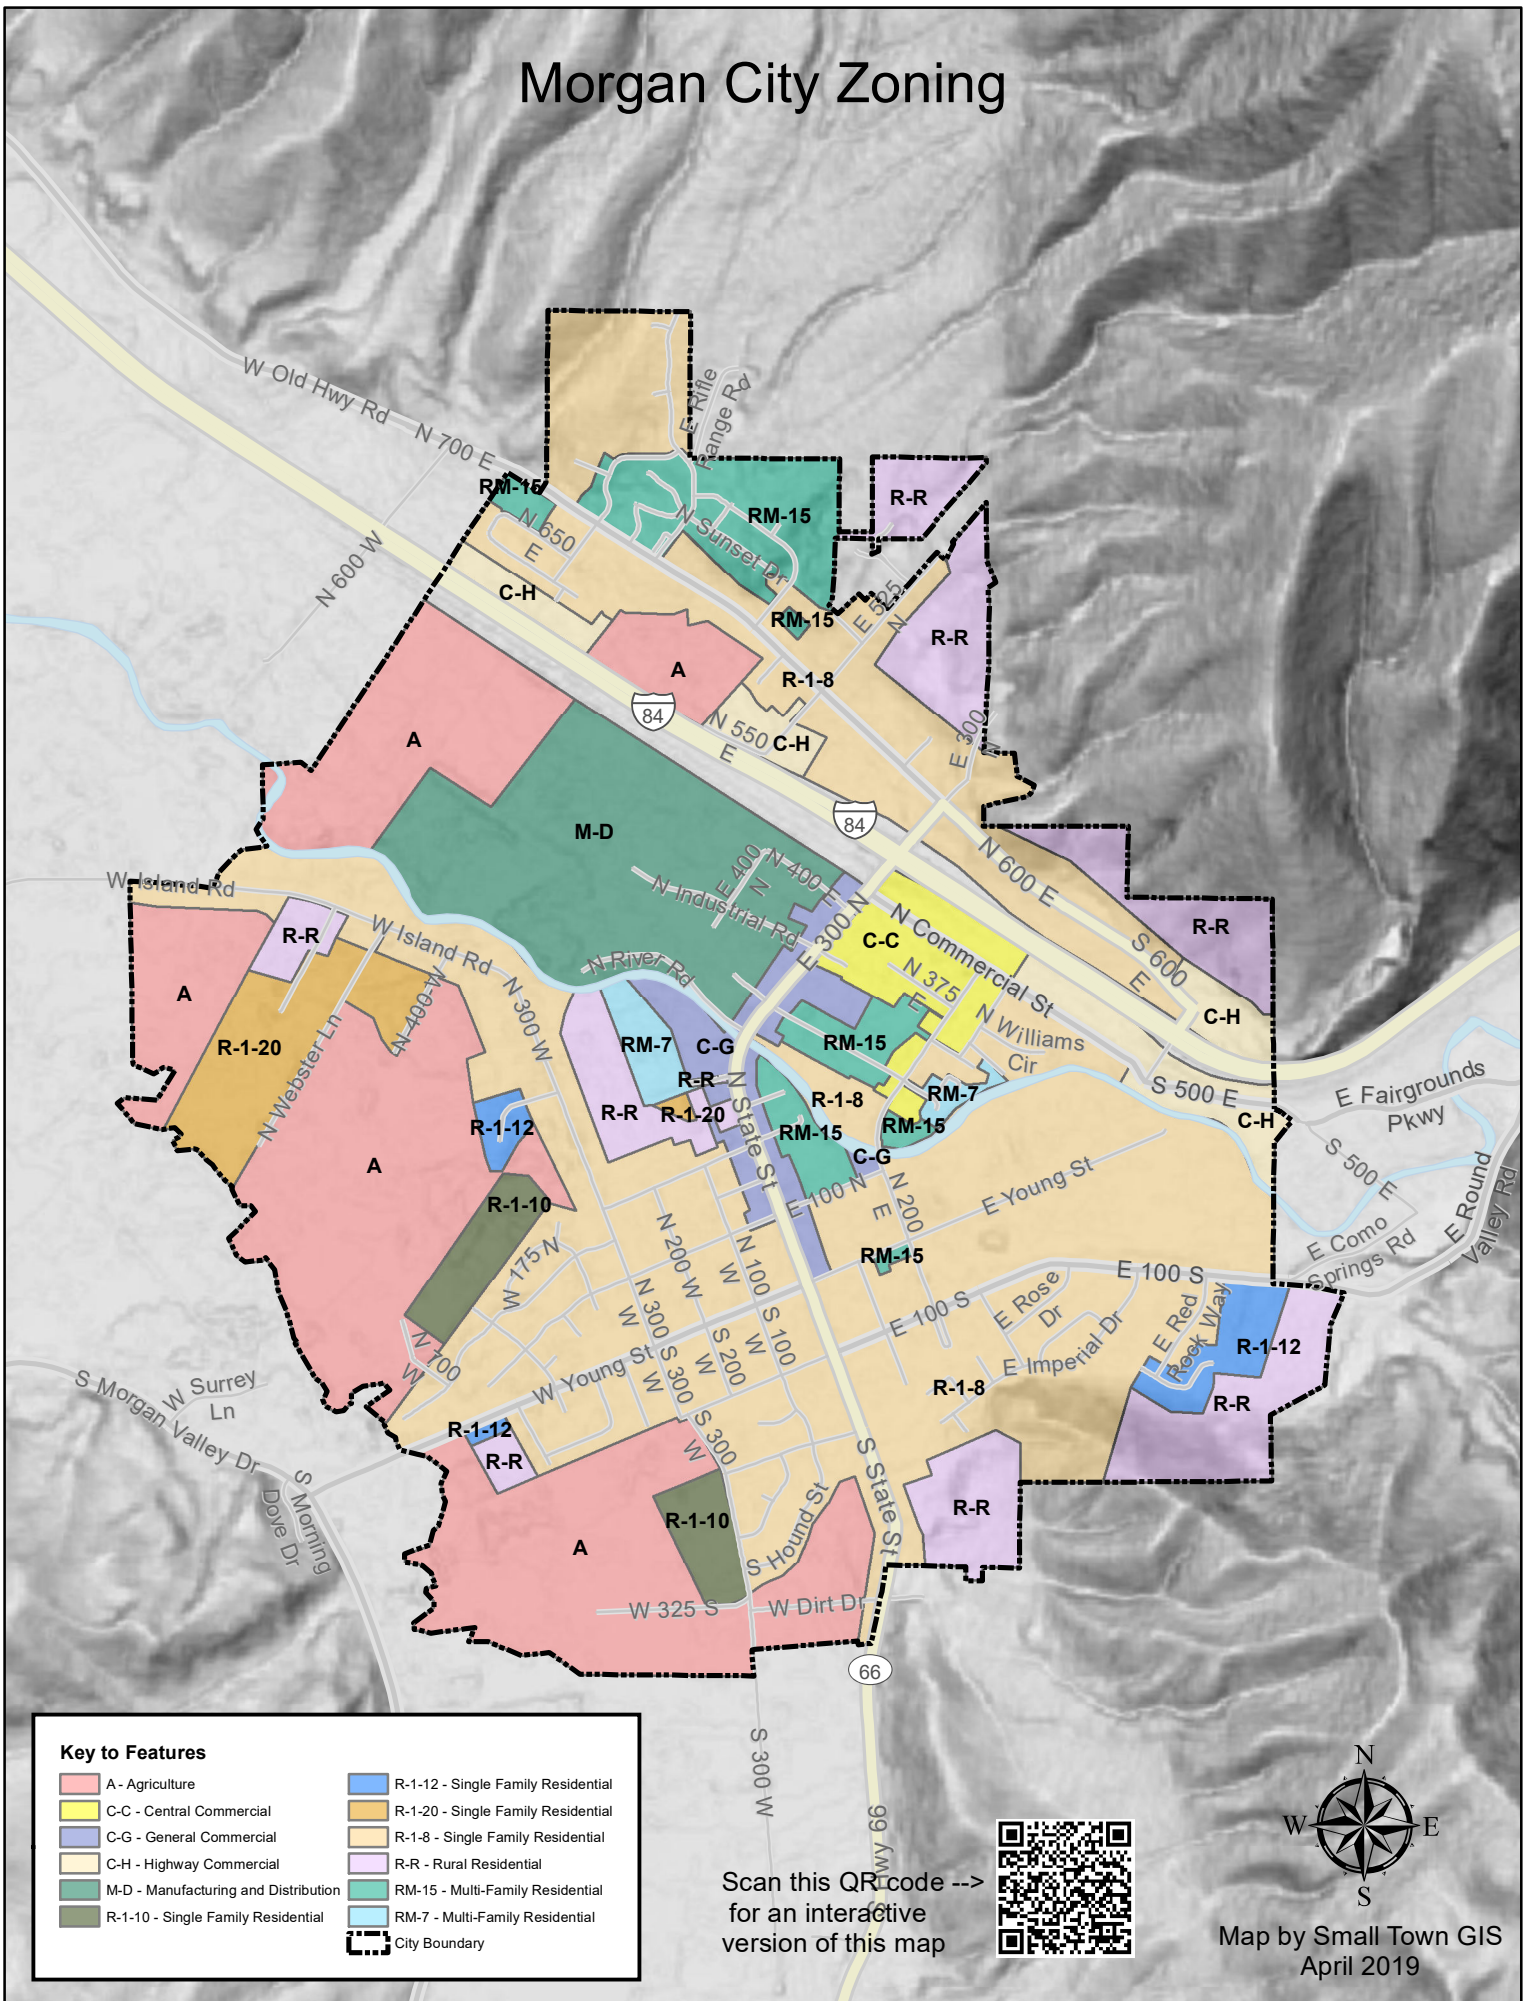 Morgan City Zoning
W Old Hwy Rd
N 700 E
E Rifle
Range Rd
RM-15
N 650
E
N 600 W
RM-15
N Sunset Dr
R-R
C-H
RM-15
E 525
N
R-R
A
R-1-8
84
N 550
E
C-H
E 300
N
A
M-D
84
N 600 E
E 400
N
N 400 E
N Industrial Rd
E 300 N
N Commercial St
C-C
N 375
E
S 600
E
R-R
W Island Rd
R-R
W Island Rd
N River Rd
N 300 W
N 400 W
A
R-1-20
N Webster Ln
RM-7
C-G
R-R
R-1-20
R-R
N State St
RM-15
N Williams
Cir
C-H
R-1-8
RM-7
RM-15
RM-15
C-G
S 500 E
C-H
E Fairgrounds
Pkwy
S 500 E
E Round
Valley Rd
E Como
Springs Rd
R-1-12
A
R-1-10
E 100 N
N 200
E
E Young St
RM-15
W 175 N
N 200 W
W
N 100
W
N 300
W
S 100
W
S 200
W
S 300
W
E 100 S
E 100 S
E Rose
Dr
E Imperial Dr
E Red
Rock Way
R-1-12
R-R
N 700
W
W Young St
R-1-8
S Morgan Valley Dr
W Surrey
Ln
R-1-12
R-R
S 300
W
S Morning
Dove Dr
R-1-10
A
S Hound St
S State St
R-R
W 325 S
W Dirt Dr
66
S 300 W
S Hwy 66
Key to Features
A - Agriculture
C-C - Central Commercial
C-G - General Commercial
C-H - Highway Commercial
M-D - Manufacturing and Distribution
R-1-10 - Single Family Residential
R-1-12 - Single Family Residential
R-1-20 - Single Family Residential
R-1-8 - Single Family Residential
R-R - Rural Residential
RM-15 - Multi-Family Residential
RM-7 - Multi-Family Residential
City Boundary
Scan this QR code -->
for an interactive
version of this map
N
W
E
S
Map by Small Town GIS
April 2019